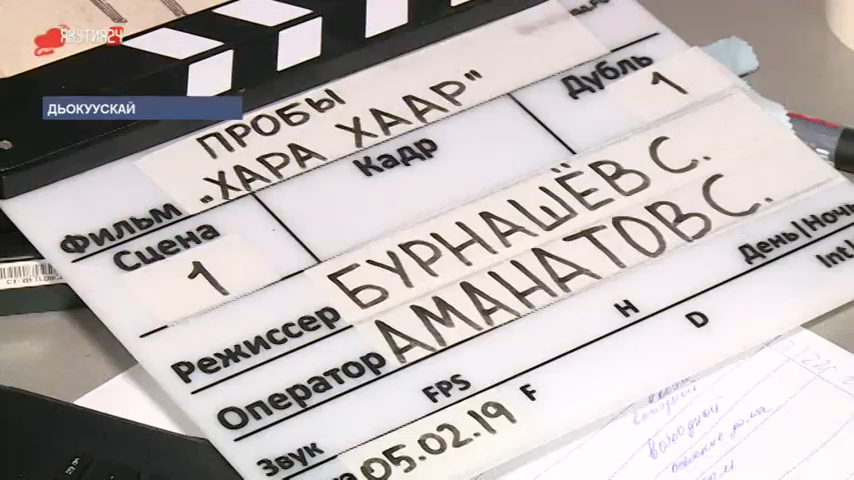 ЯКУТИЯ24
ДЬОКУУСКАЙ
ПРОБЫ
Фильм „ХАРА ХААР"
Сцена
1
Кадр
Дубль
1
Режиссер БУРНАШЁВ С.
Оператор АМАНАТОВ С.
День|Ночь
Int
Звук
FPS
H
D
F
05.02.19